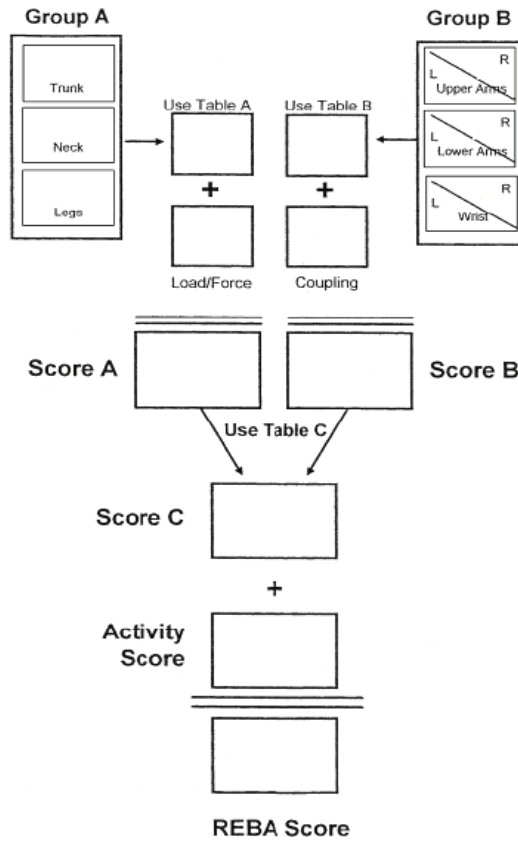 Group A
Group B
Trunk
Neck
Legs
Use Table A
Use Table B
L
R
Upper Arms
L
R
Lower Arms
L
R
Wrist
+
+
Load/Force
Coupling
Score A
Score B
Use Table C
Score C
+
Activity
Score
REBA Score